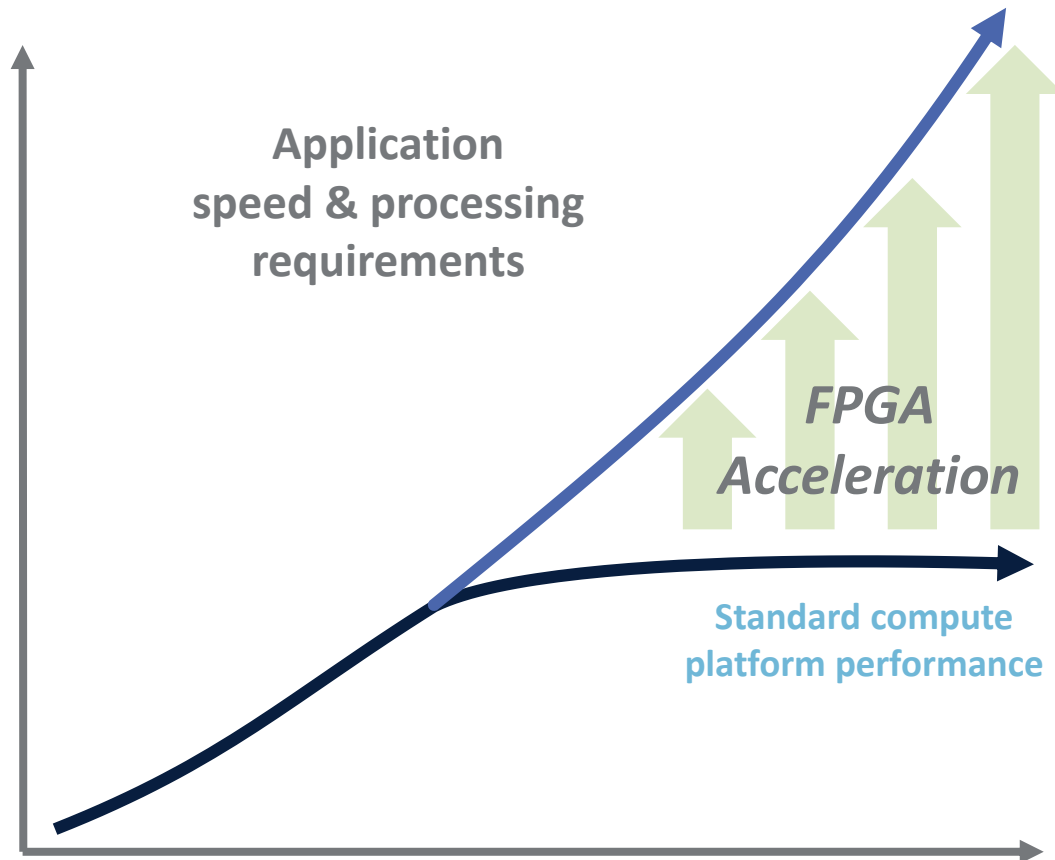 Application
speed & processing
requirements
FPGA
Acceleration
Standard compute
platform performance